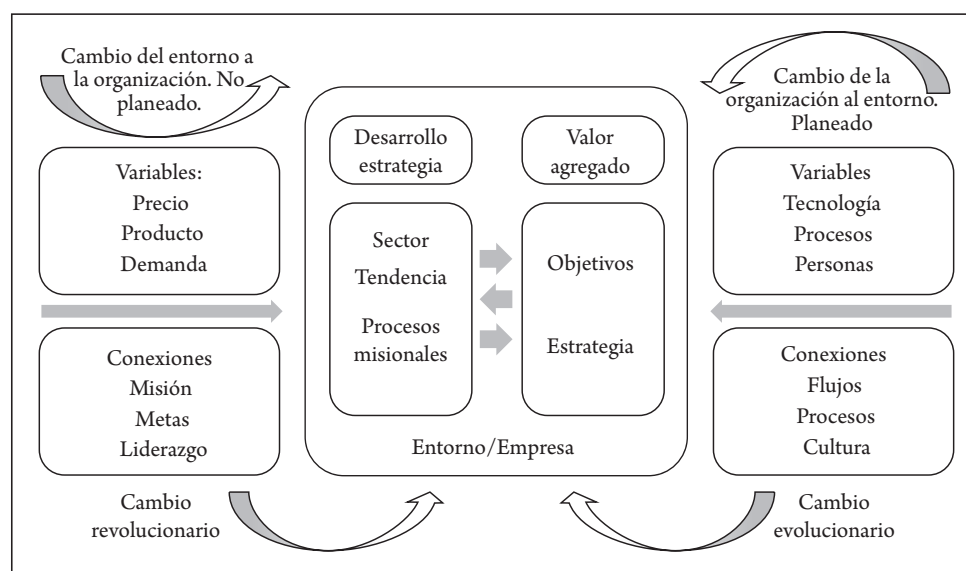 Cambio del entorno a
la organización. No
planeado.
Variables:
Precio
Producto
Demanda
Conexiones
Misión
Metas
Liderazgo
Cambio
revolucionario
Desarrollo
estrategia
Valor
agregado
Sector
Tendencia
Procesos
misionales
Objetivos
Estrategia
Entorno/Empresa
Cambio de la
organización al entorno.
Planeado
Variables
Tecnología
Procesos
Personas
Conexiones
Flujos
Procesos
Cultura
Cambio
evolucionario